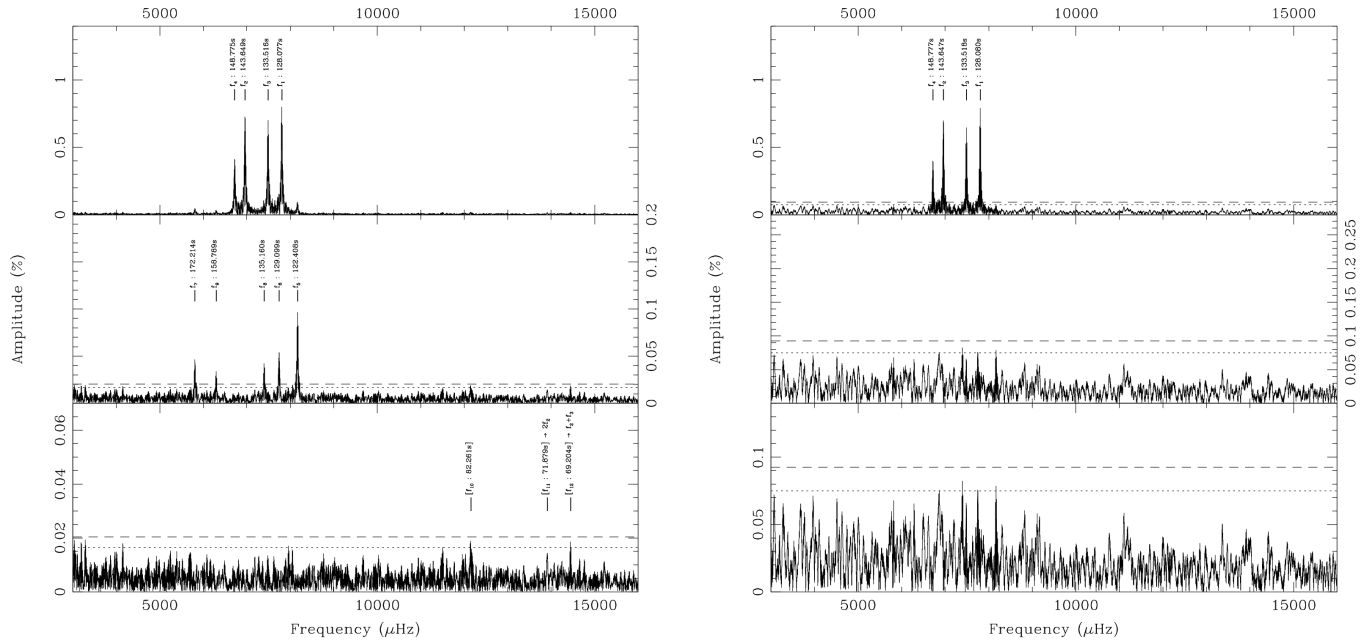 5000 10000 15000
f₄ : 148.775s
f₂ : 143.649s
f₃ : 133.516s
f₁ : 128.077s
1
0.5
0
0.2
f₇ : 172.214s
f₉ : 158.789s
f₈ : 135.160s
f₆ : 129.099s
f₅ : 122.408s
0.15
0.1
0.05
0
Amplitude (%)
[f₁₀ : 82.261s]
[f₁₁ : 71.879s] → 2f₂
[f₁₂ : 69.204s] → f₂+f₃
0.06
0.04
0.02
0
5000 10000 15000
Frequency (μHz)
5000 10000 15000
f₄ : 148.777s
f₂ : 143.647s
f₃ : 133.518s
f₁ : 128.080s
1
0.5
0
0.25
0.2
0.15
0.1
0.05
0
Amplitude (%)
0.1
0.05
0
5000 10000 15000
Frequency (μHz)